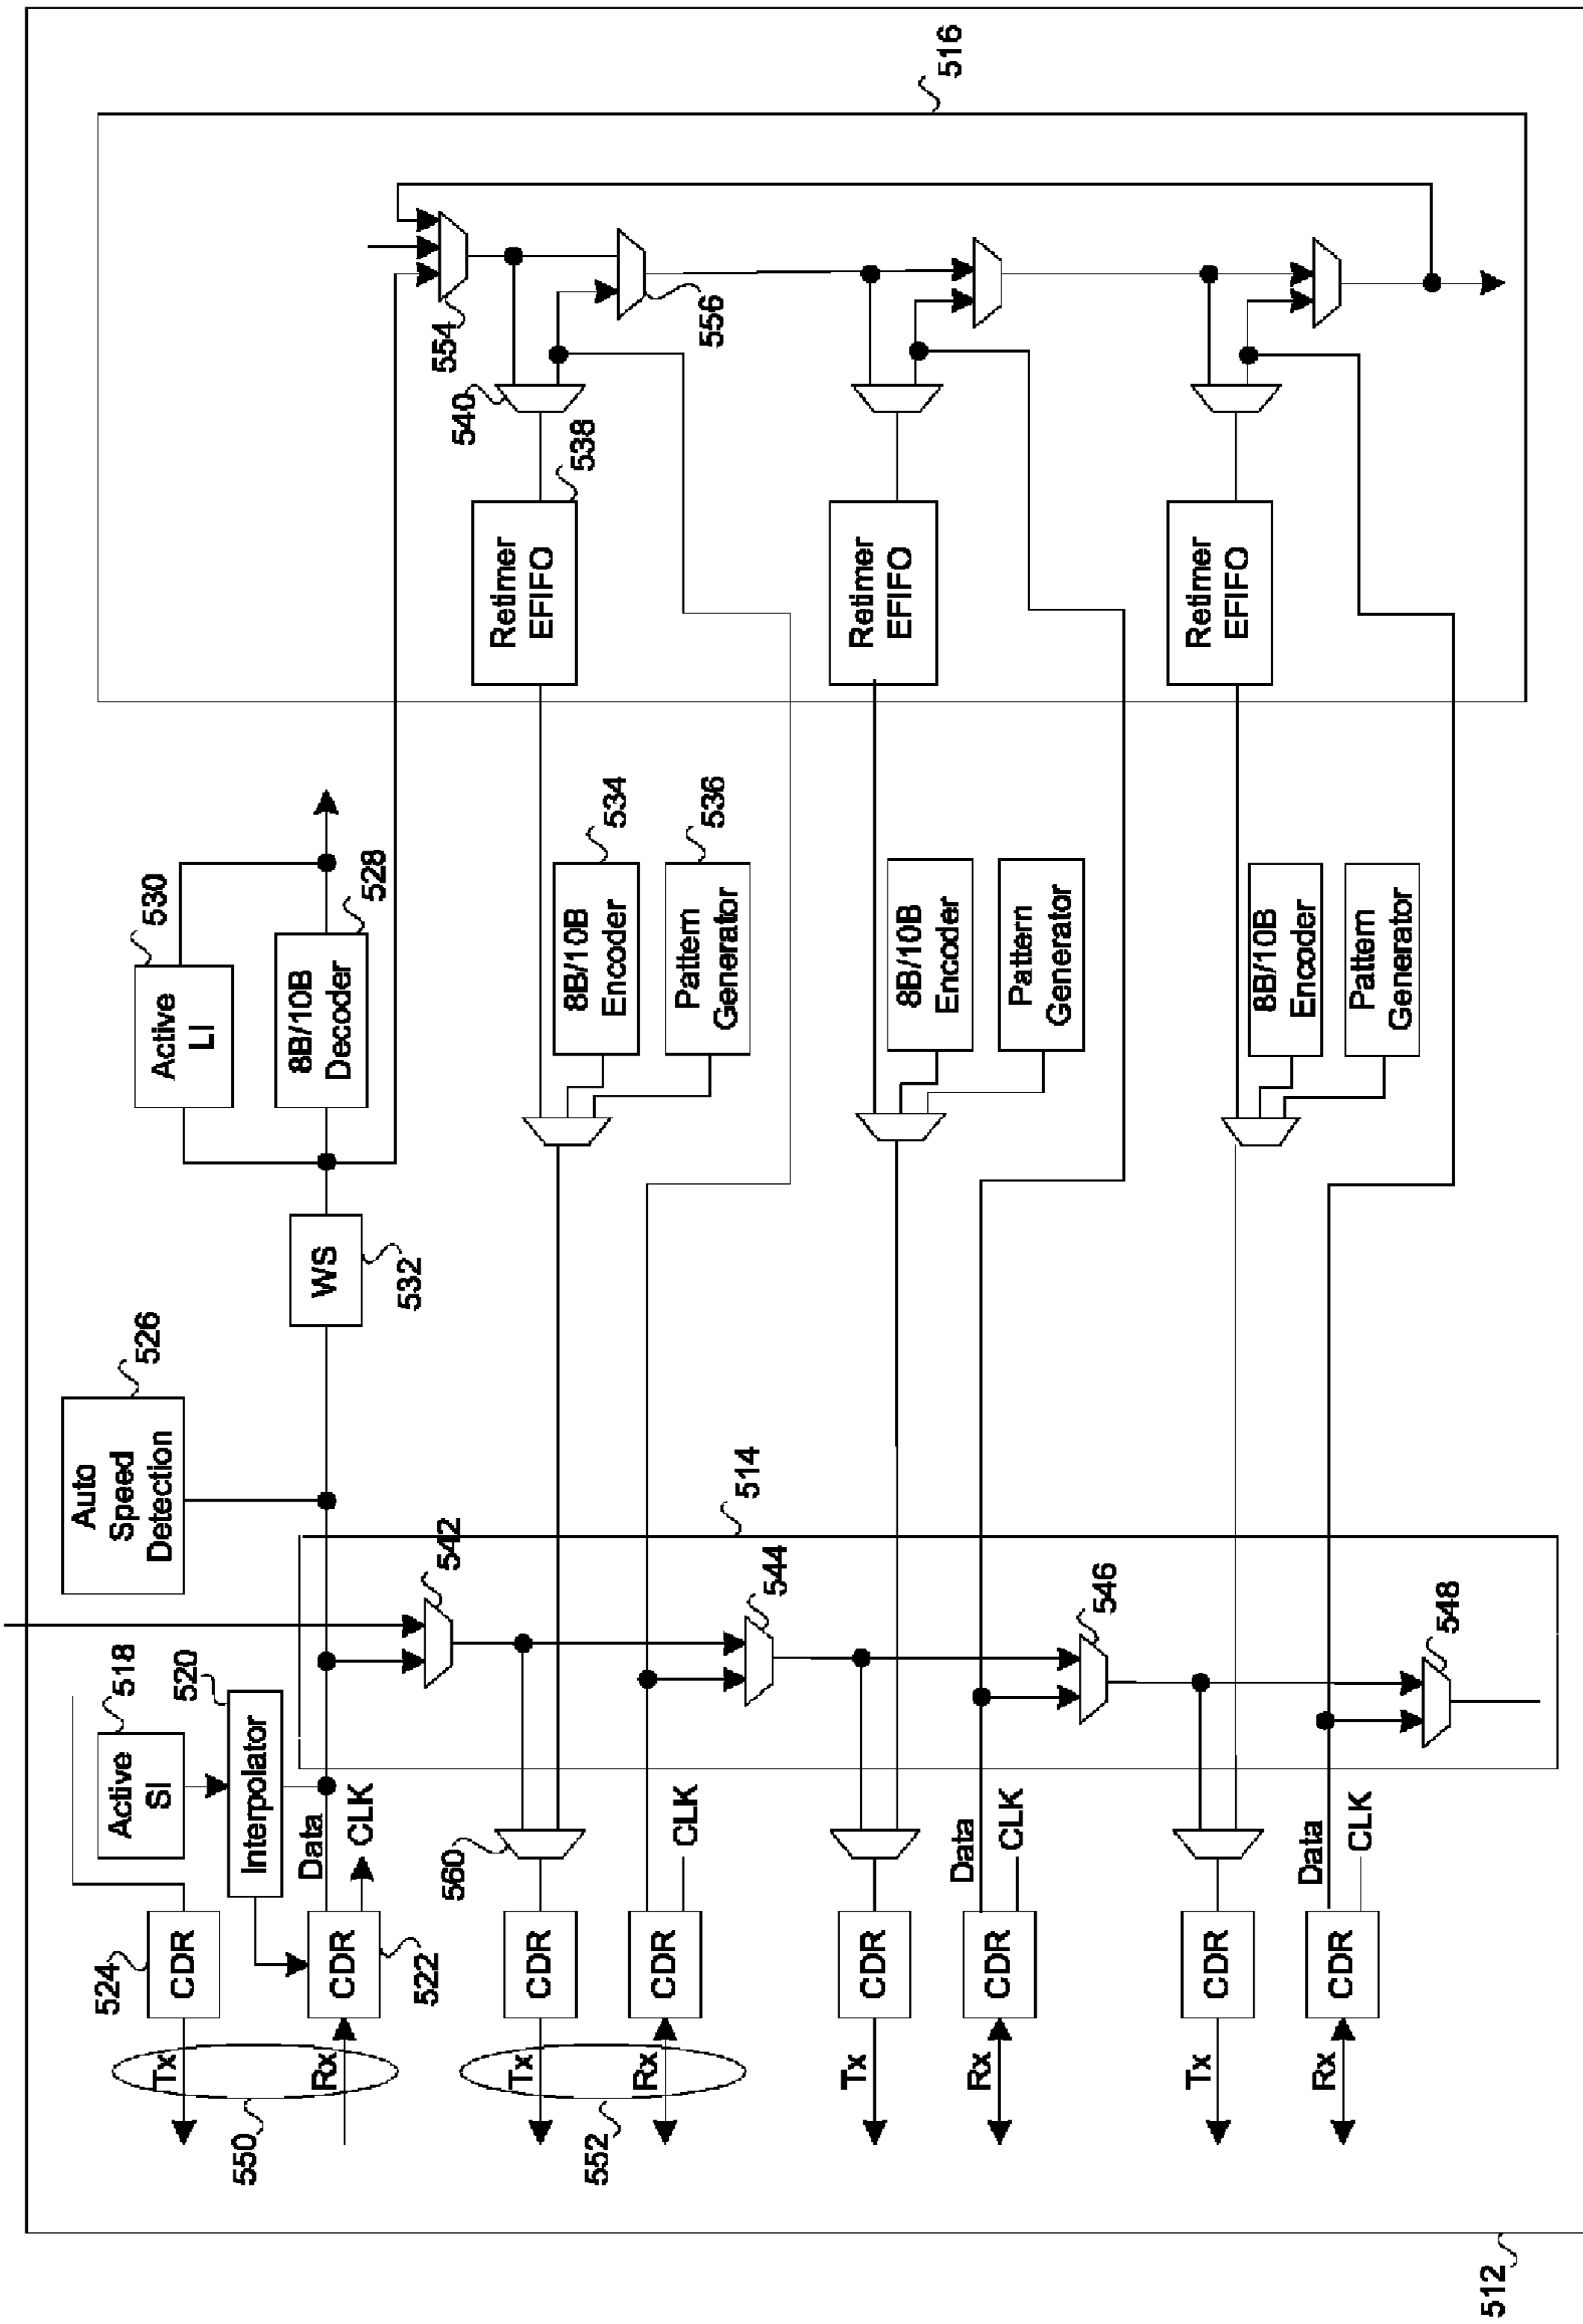 512
550
Tx
Rx
552
Tx
Rx
Tx
Rx
Tx
Rx
524
CDR
CDR
522
CDR
CDR
CDR
CDR
CDR
CDR
Active
SI
518
Interpolator
520
Data
CLK
560
CLK
Data
CLK
Data
CLK
542
544
546
548
514
Auto
Speed
Detection
526
WS
532
Active
LI
530
8B/10B
Decoder
528
8B/10B
Encoder
534
Pattern
Generator
536
8B/10B
Encoder
Pattern
Generator
8B/10B
Encoder
Pattern
Generator
Retimer
EFIFO
538
Retimer
EFIFO
Retimer
EFIFO
540
554
556
516